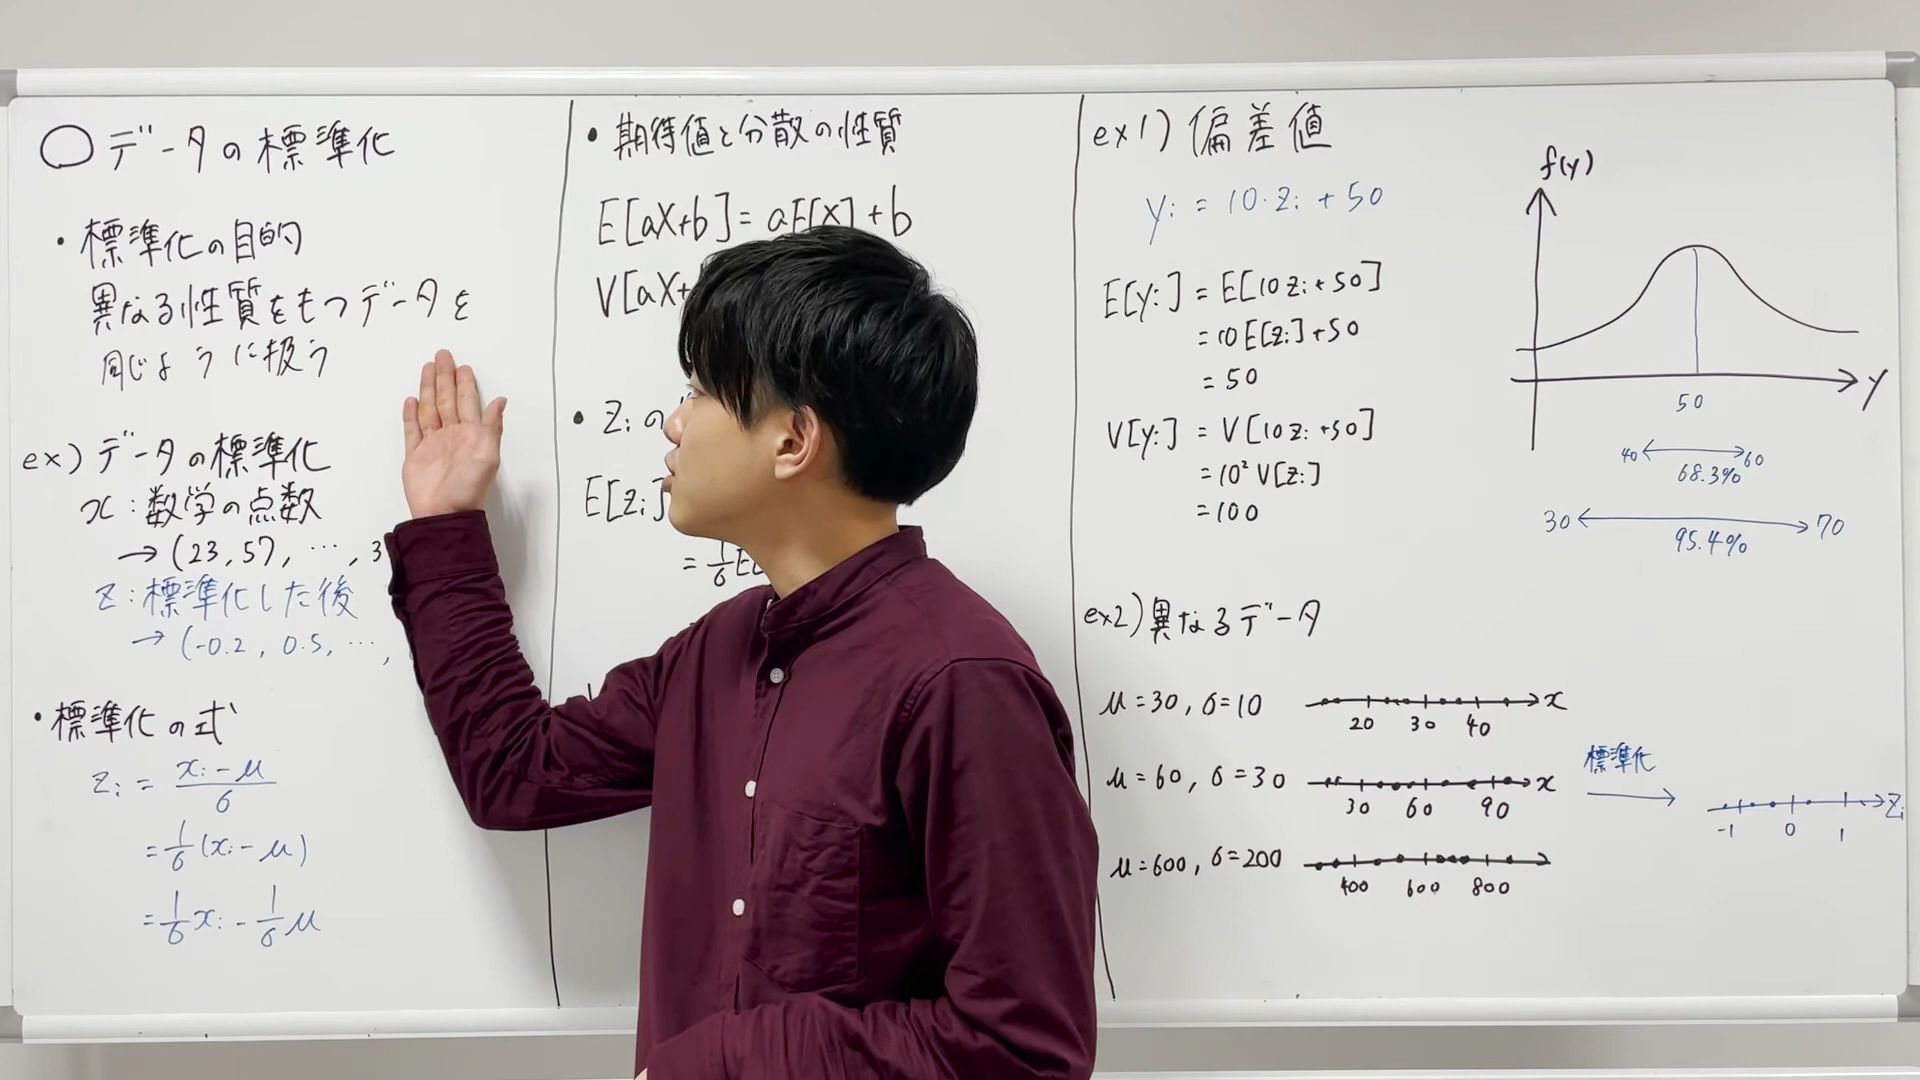 ○データの標準化
・標準化の目的
異なる性質をもつデータを
同じように扱う
ex) データの標準化
x : 数学の点数
→ (23, 57, …, 3
z : 標準化した後
→ (-0.2, 0.5, …,
・標準化の式
zi = (xi - μ)/σ
= 1/σ (xi - μ)
= 1/σ xi - 1/σ μ
・期待値と分散の性質
E[aX+b] = aE[X] + b
V[aX+
・Zi の
E[Zi]
= 1/σ E
ex1) 偏差値
yi = 10・zi + 50
E[yi] = E[10zi + 50]
= 10E[zi] + 50
= 50
V[yi] = V[10zi + 50]
= 10² V[zi]
= 100
f(y)
y
50
40 ↔ 60
68.3%
30 ↔ 70
95.4%
ex2) 異なるデータ
μ=30, σ=10
20 30 40 x
μ=60, σ=30
30 60 90 x
μ=600, σ=200
400 600 800
標準化
→
-1 0 1 Zi